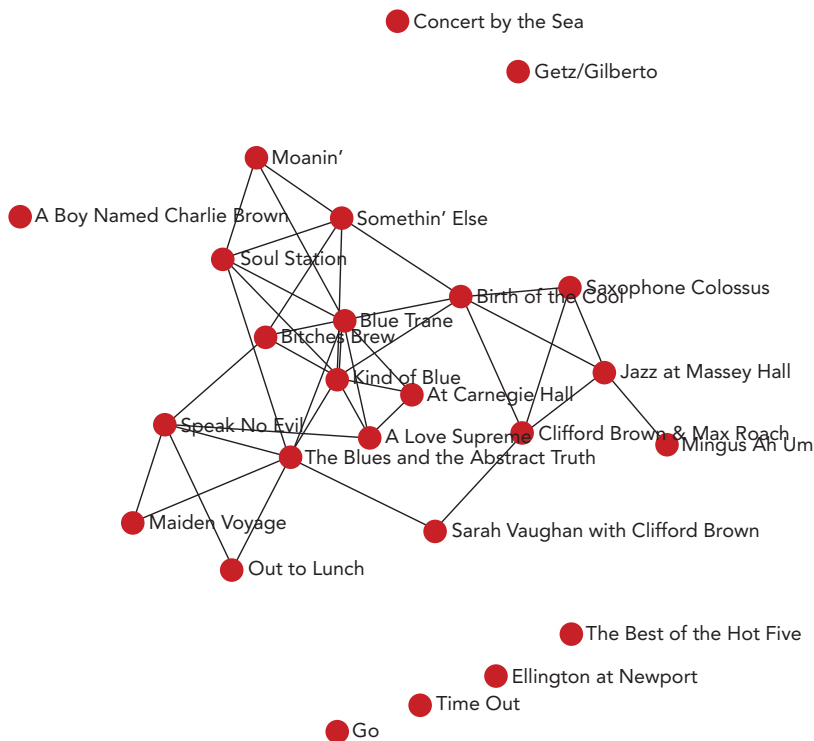 Concert by the Sea
Getz/Gilberto
Moanin’
A Boy Named Charlie Brown
Somethin’ Else
Soul Station
Saxophone Colossus
Birth of the Cool
Blue Trane
Bitches Brew
Jazz at Massey Hall
Kind of Blue
At Carnegie Hall
Speak No Evil
A Love Supreme
Clifford Brown & Max Roach
Mingus Ah Um
The Blues and the Abstract Truth
Maiden Voyage
Sarah Vaughan with Clifford Brown
Out to Lunch
The Best of the Hot Five
Ellington at Newport
Time Out
Go